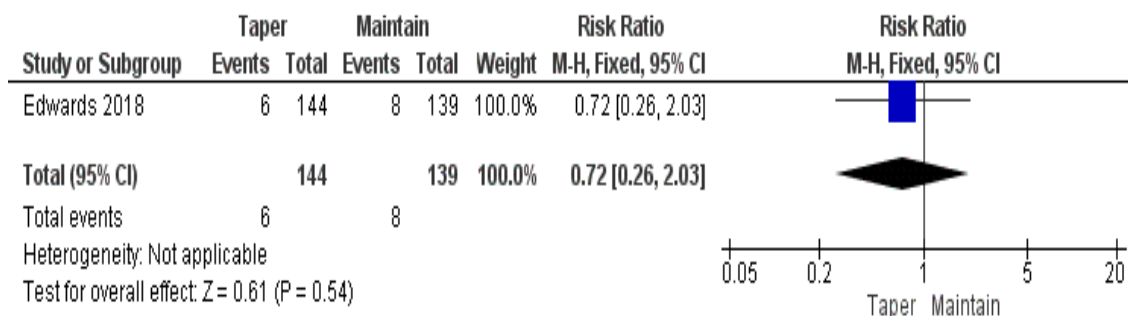 Taper Maintain Risk Ratio Risk Ratio
Study or Subgroup Events Total Events Total Weight M-H, Fixed, 95% CI M-H, Fixed, 95% CI
Edwards 2018 6 144 8 139 100.0% 0.72 [0.26, 2.03]
Total (95% CI) 144 139 100.0% 0.72 [0.26, 2.03]
Total events 6 8
Heterogeneity: Not applicable
Test for overall effect: Z = 0.61 (P = 0.54)
0.05 0.2 1 5 20
Taper Maintain